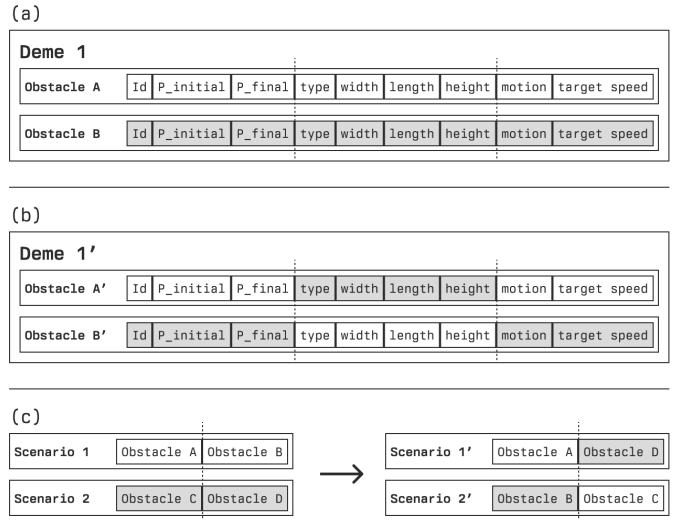 (a)
Deme 1
Obstacle A Id P_initial P_final type width length height motion target speed
Obstacle B Id P_initial P_final type width length height motion target speed
(b)
Deme 1′
Obstacle A′ Id P_initial P_final type width length height motion target speed
Obstacle B′ Id P_initial P_final type width length height motion target speed
(c)
Scenario 1 Obstacle A Obstacle B
Scenario 2 Obstacle C Obstacle D
Scenario 1′ Obstacle A Obstacle D
Scenario 2′ Obstacle B Obstacle C